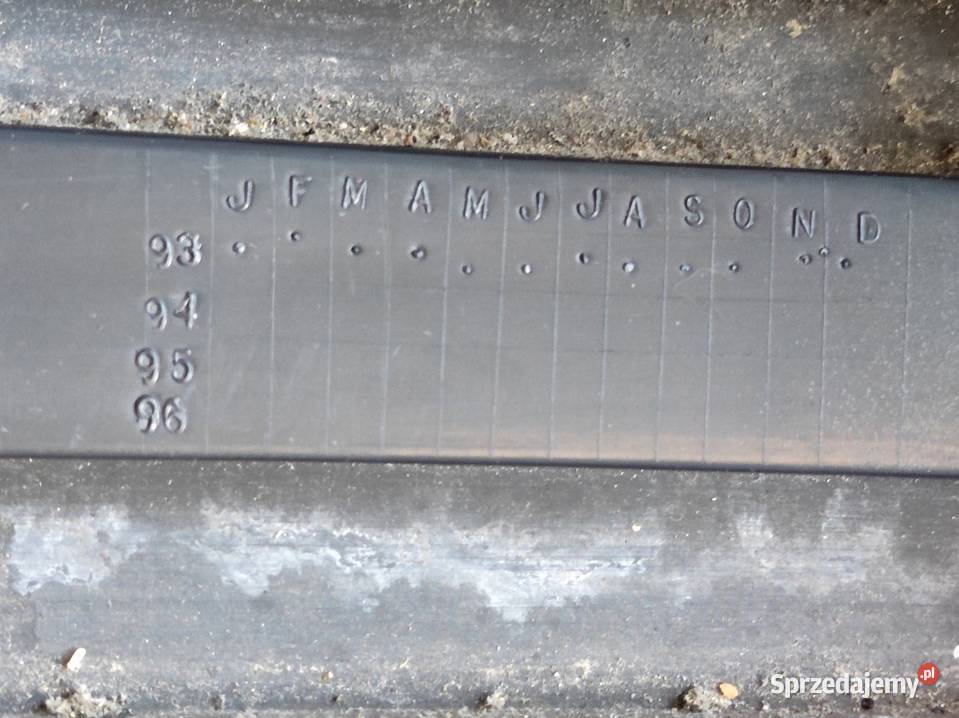 J F M A M J J A S O N D
93
94
95
96
Sprzedajemy.pl